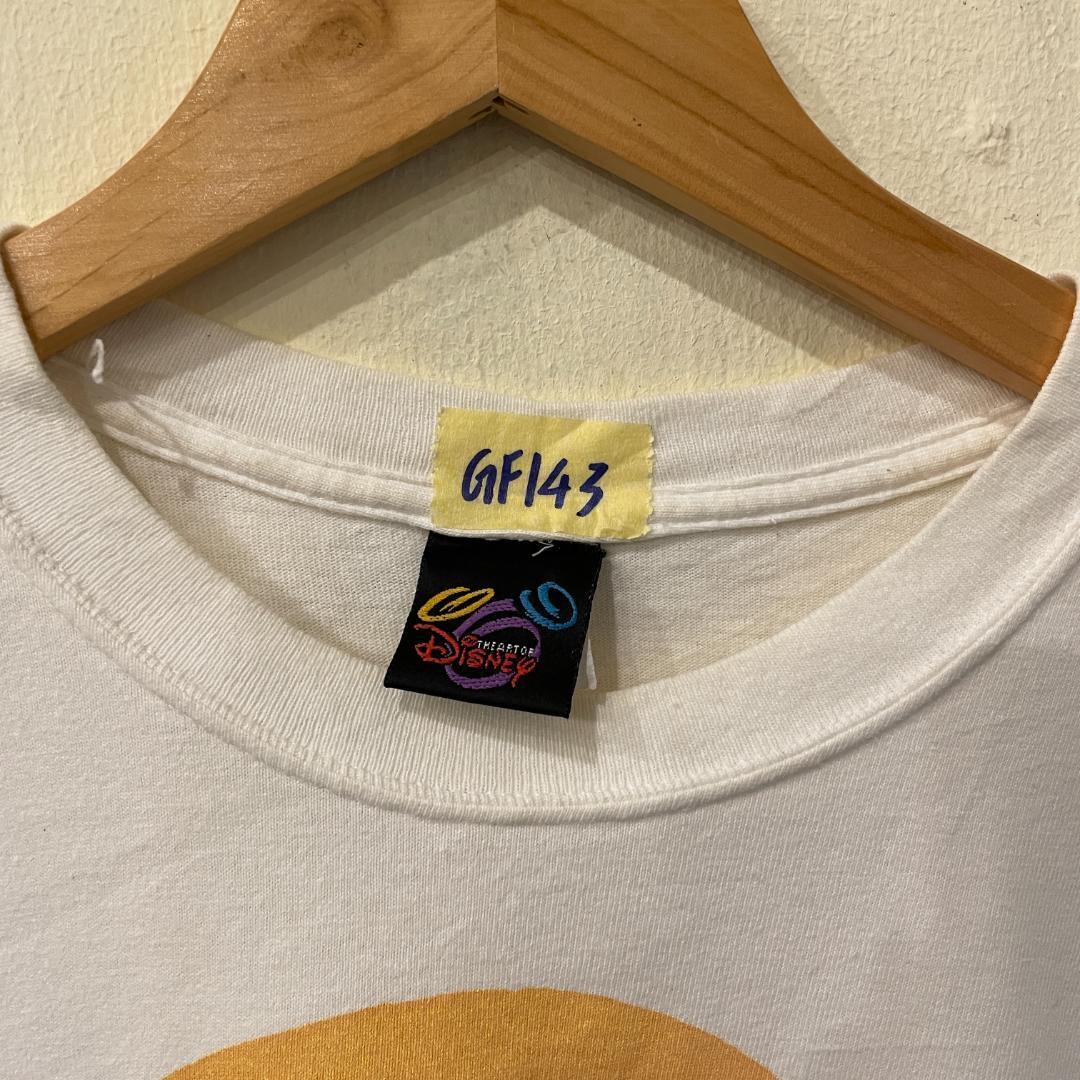 GF143
THE ART OF
DISNEY